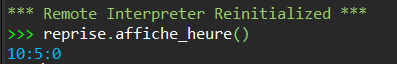 *** Remote Interpreter Reinitialized ***
>>> reprise.affiche_heure()
10:5:0